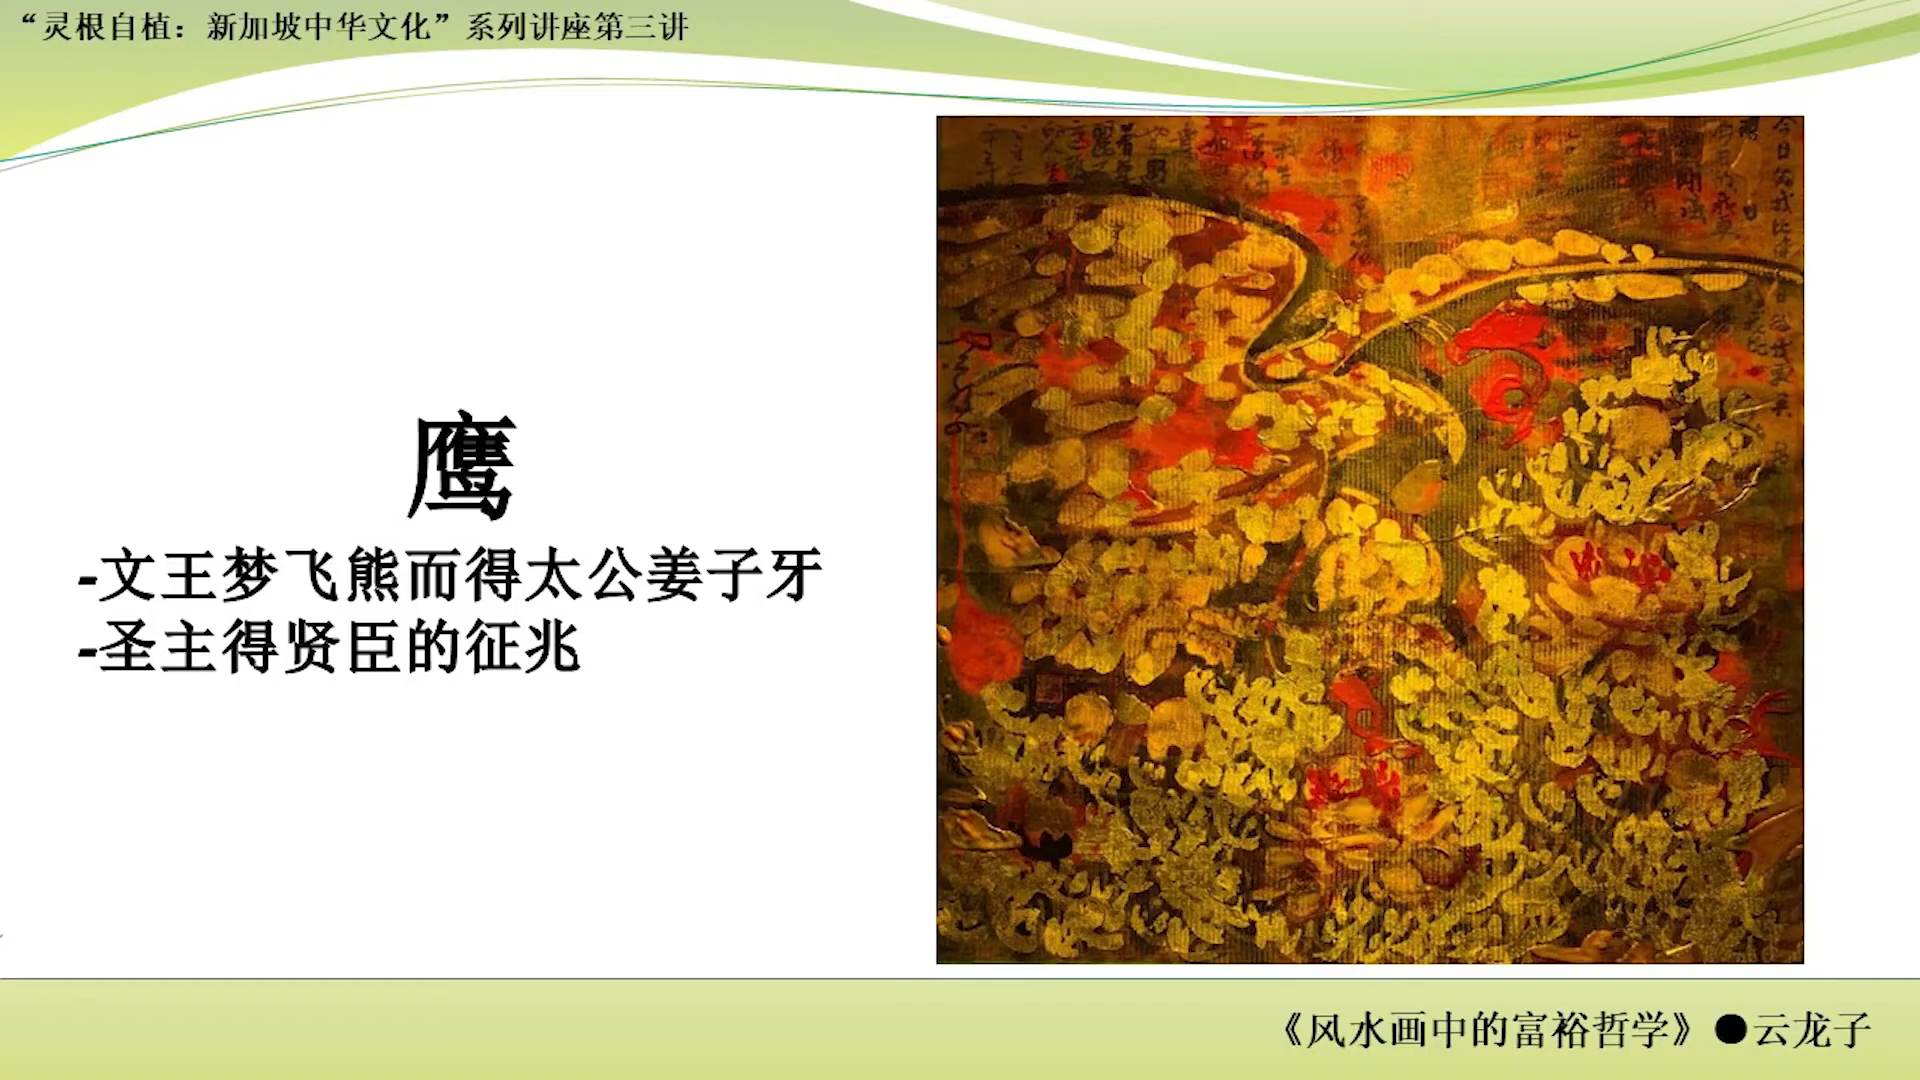 “灵根自植：新加坡中华文化”系列讲座第三讲
鹰
-文王梦飞熊而得太公姜子牙
-圣主得贤臣的征兆
《风水画中的富裕哲学》●云龙子